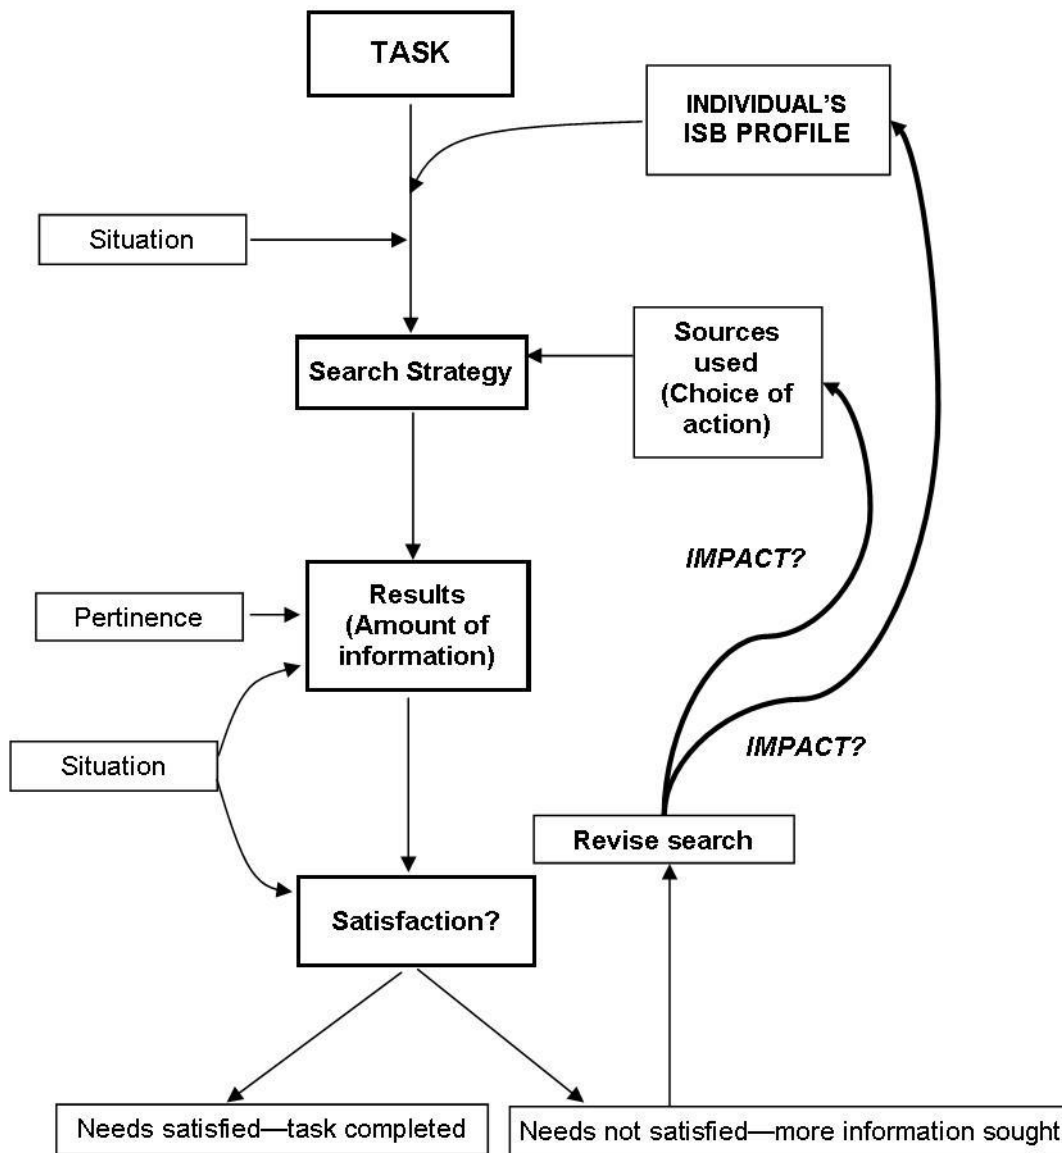 TASK
INDIVIDUAL'S
ISB PROFILE
Situation
Search Strategy
Sources
used
(Choice of
action)
IMPACT?
Pertinence
Results
(Amount of
information)
Situation
IMPACT?
Revise search
Satisfaction?
Needs satisfied—task completed
Needs not satisfied—more information sought